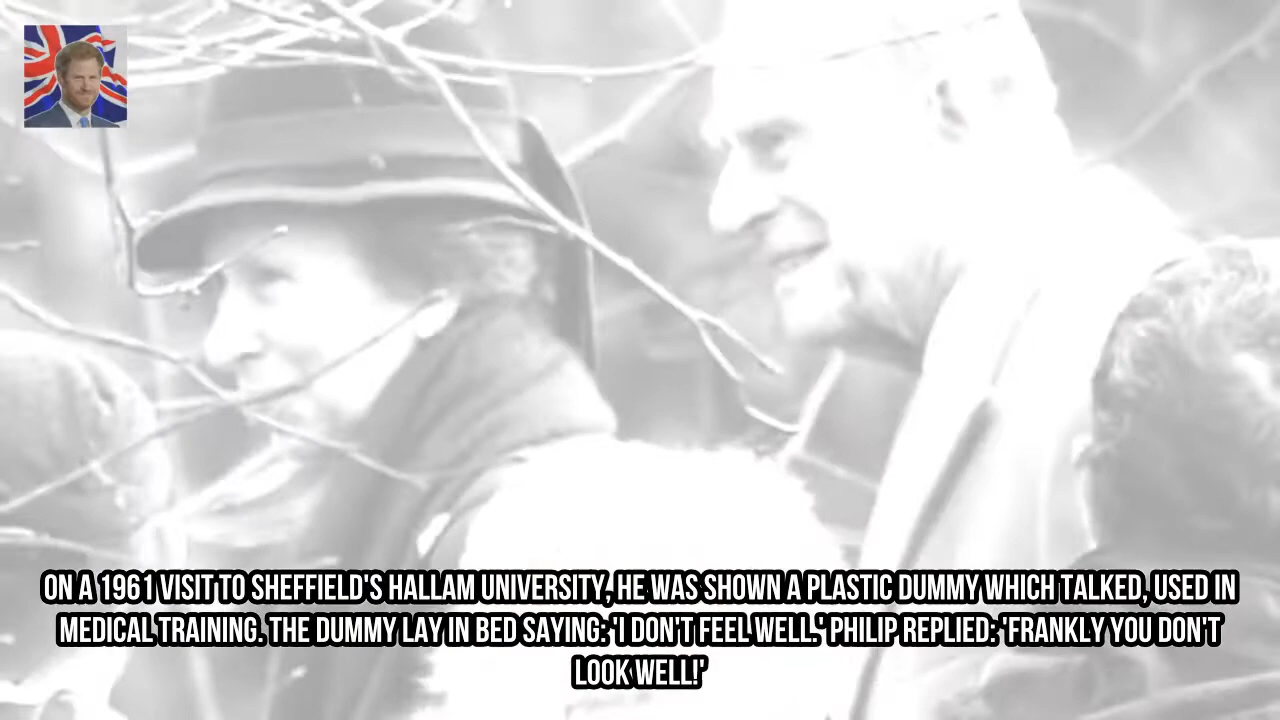 ON A 1961 VISIT TO SHEFFIELD'S HALLAM UNIVERSITY, HE WAS SHOWN A PLASTIC DUMMY WHICH TALKED, USED IN
MEDICAL TRAINING. THE DUMMY LAY IN BED SAYING: 'I DON'T FEEL WELL.' PHILIP REPLIED: 'FRANKLY YOU DON'T
LOOK WELL!'